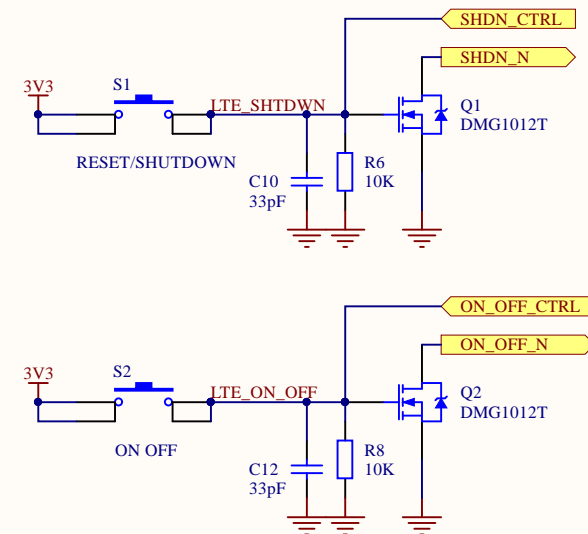 SHDN_CTRL
SHDN_N
3V3
S1
LTE_SHTDWN
Q1
DMG1012T
RESET/SHUTDOWN
R6
10K
C10
33pF
ON_OFF_CTRL
ON_OFF_N
3V3
S2
LTE_ON_OFF
Q2
DMG1012T
ON OFF
R8
10K
C12
33pF